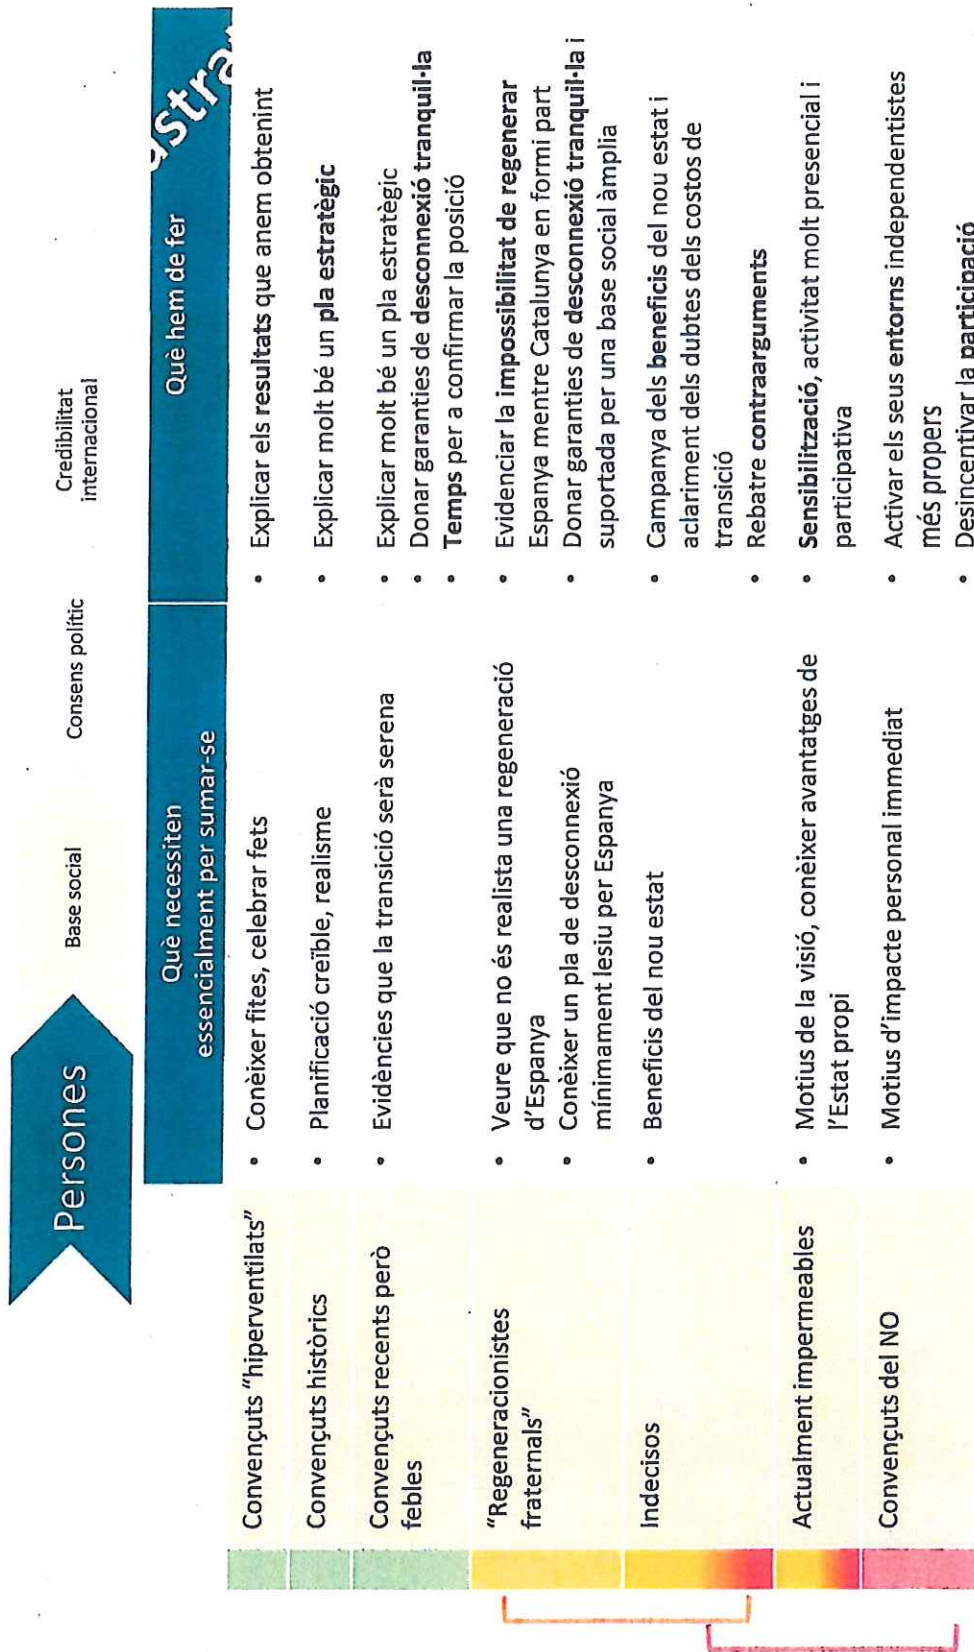 Persones
Base social
Consens polític
Credibilitat
internacional
Què necessiten
essencialment per sumar-se
Què hem de fer
Convençuts "hiperventilats"
• Conèixer fites, celebrar fets
• Explicar els resultats que anem obtenint
Convençuts històrics
• Planificació creïble, realisme
• Explicar molt bé un pla estratègic
Convençuts recents però
febles
• Evidències que la transició serà serena
• Explicar molt bé un pla estratègic
• Donar garanties de desconnexió tranquil·la
• Temps per a confirmar la posició
"Regeneracionistes
fraternals"
• Veure que no és realista una regeneració
d'Espanya
• Conèixer un pla de desconnexió
mínimament lesiu per Espanya
• Evidenciar la impossibilitat de regenerar
Espanya mentre Catalunya en formi part
• Donar garanties de desconnexió tranquil·la i
suportada per una base social àmplia
Indecisos
• Beneficis del nou estat
• Campanya dels beneficis del nou estat i
aclariment dels dubtes dels costos de
transició
• Rebatre contraarguments
Actualment impermeables
• Motius de la visió, conèixer avantatges de
l'Estat propi
• Sensibilització, activitat molt presencial i
participativa
Convençuts del NO
• Motius d'impacte personal immediat
• Activar els seus entorns independentistes
més propers
• Desincentivar la participació